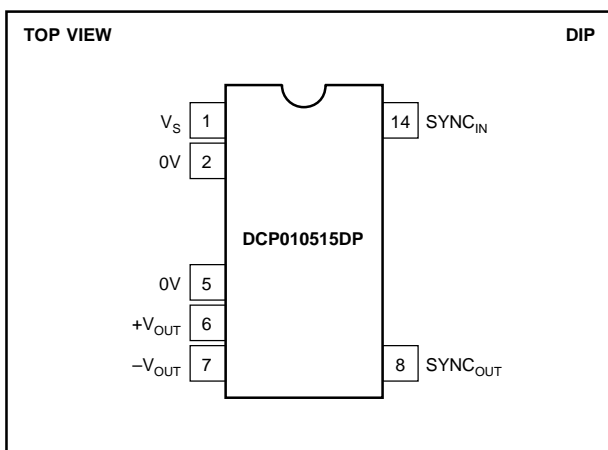 TOP VIEW DIP
V_S 1 14 SYNC_IN
0V 2
DCP010515DP
0V 5
+V_OUT 6
–V_OUT 7 8 SYNC_OUT